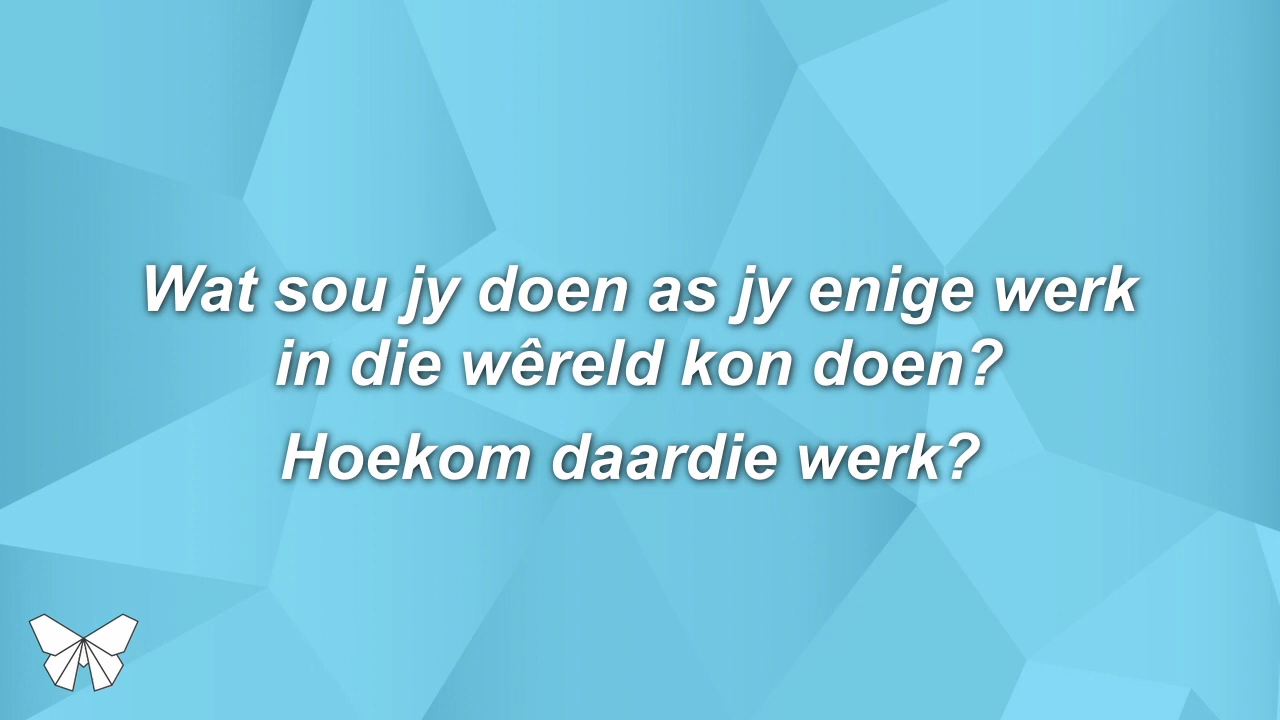 Wat sou jy doen as jy enige werk
in die wêreld kon doen?
Hoekom daardie werk?